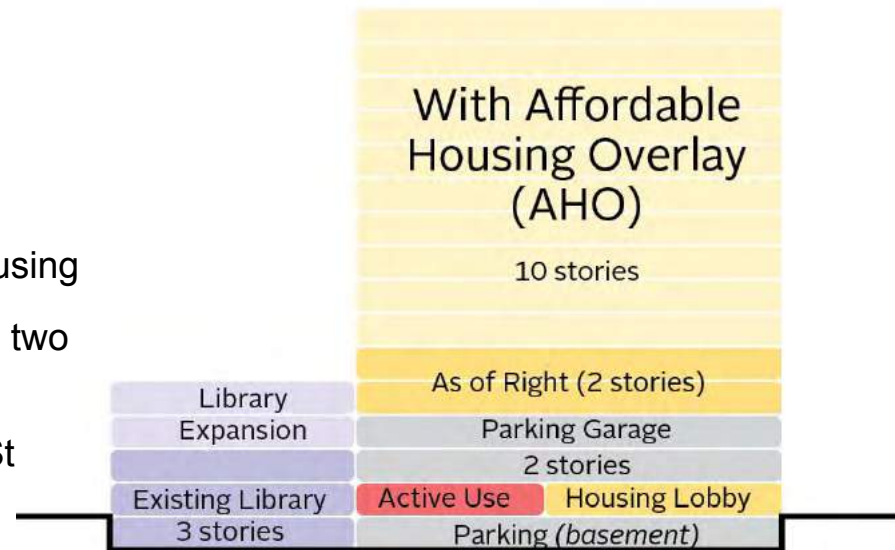 With Affordable
Housing Overlay
(AHO)
10 stories
As of Right (2 stories)
two
Library
Expansion
Parking Garage
2 stories
Existing Library
3 stories
Active Use
Housing Lobby
Parking (basement)